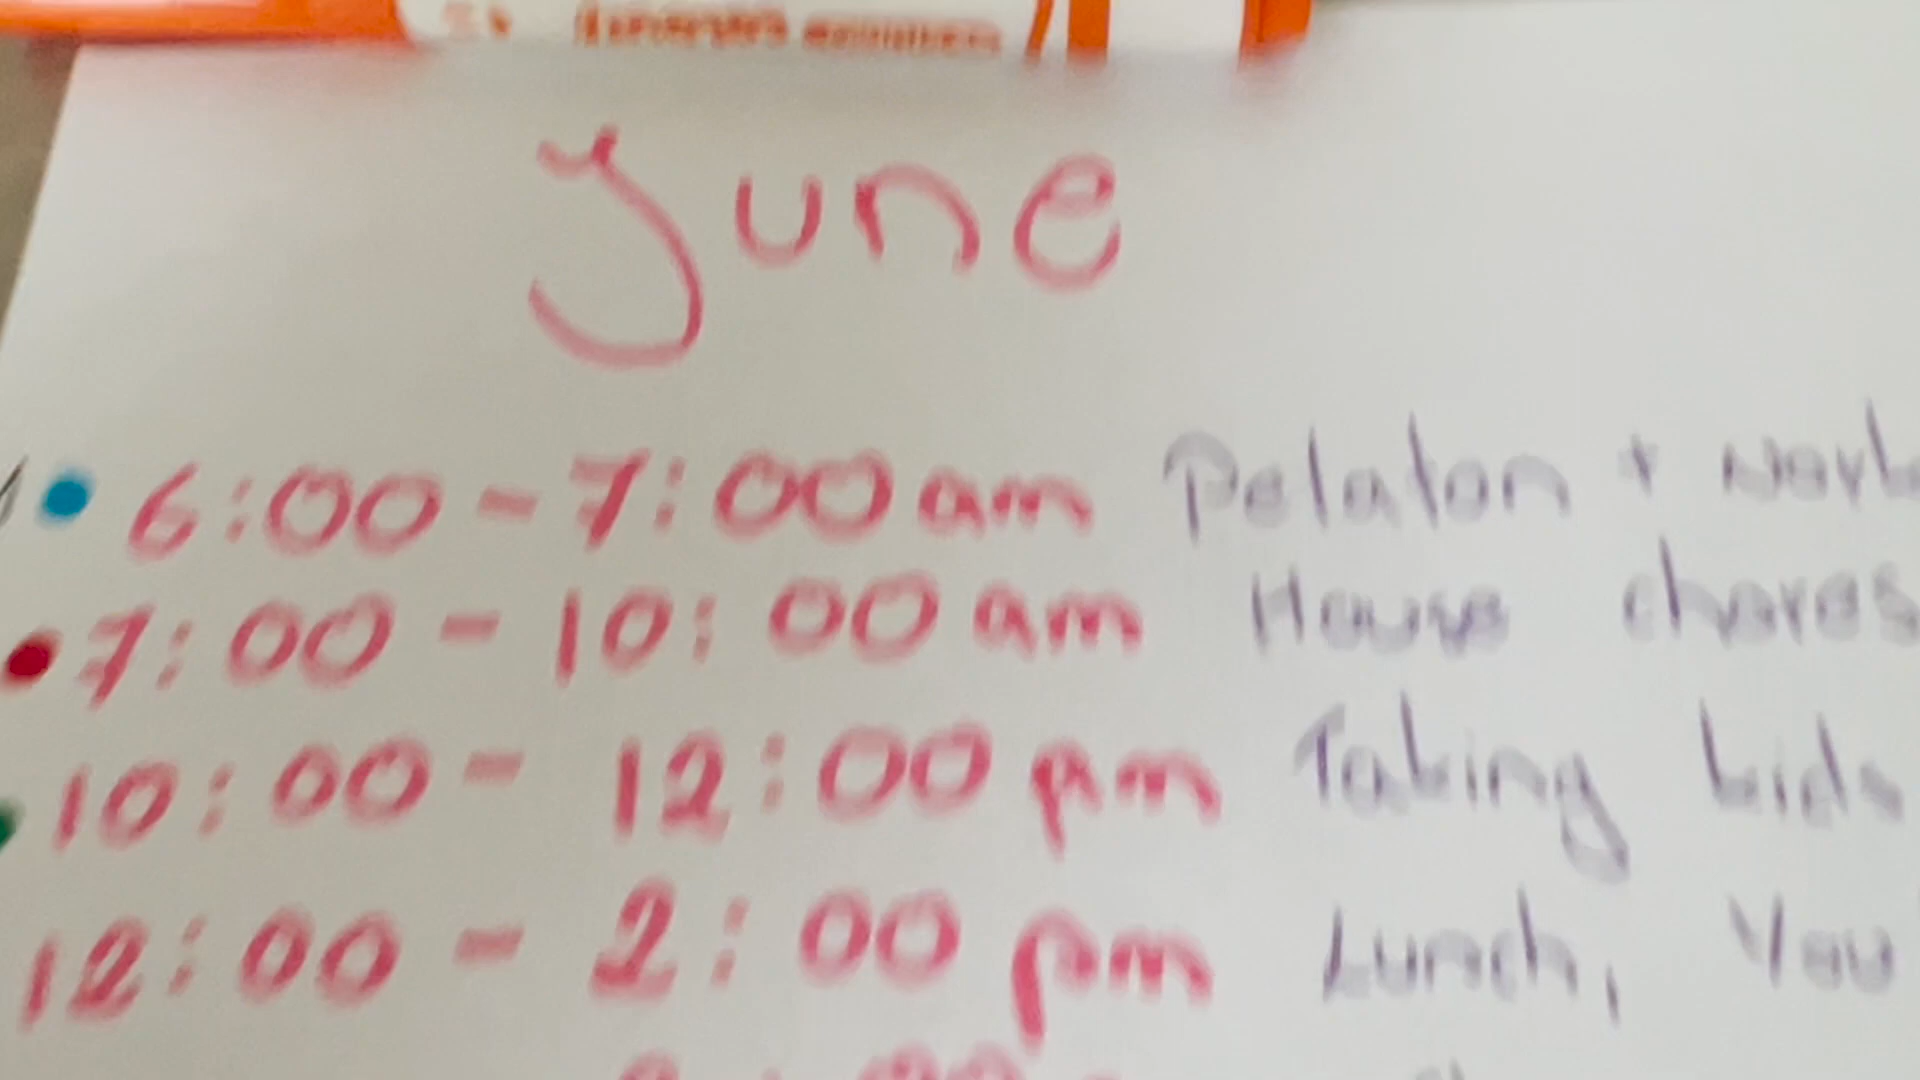 June
6:00 - 7:00 am Pelaton +
7:00 - 10:00 am House chores
10:00 - 12:00 pm Taking kids
12:00 - 2:00 pm Lunch, You